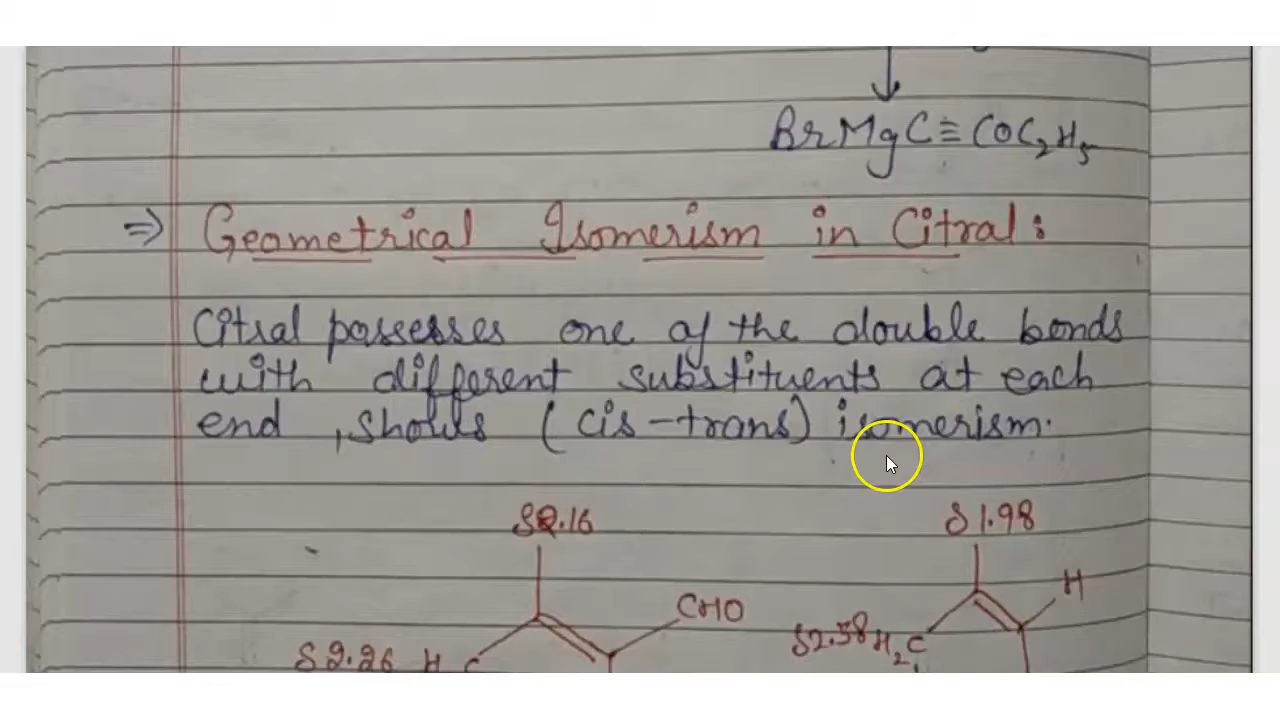 BrMgC≡COC2H5
⇒ Geometrical Isomerism in Citral:
Citral possesses one of the double bonds
with different substituents at each
end, shows (cis-trans) isomerism.
δ2.16 δ1.98
H
CHO
δ2.58 H2C
δ2.26 H C